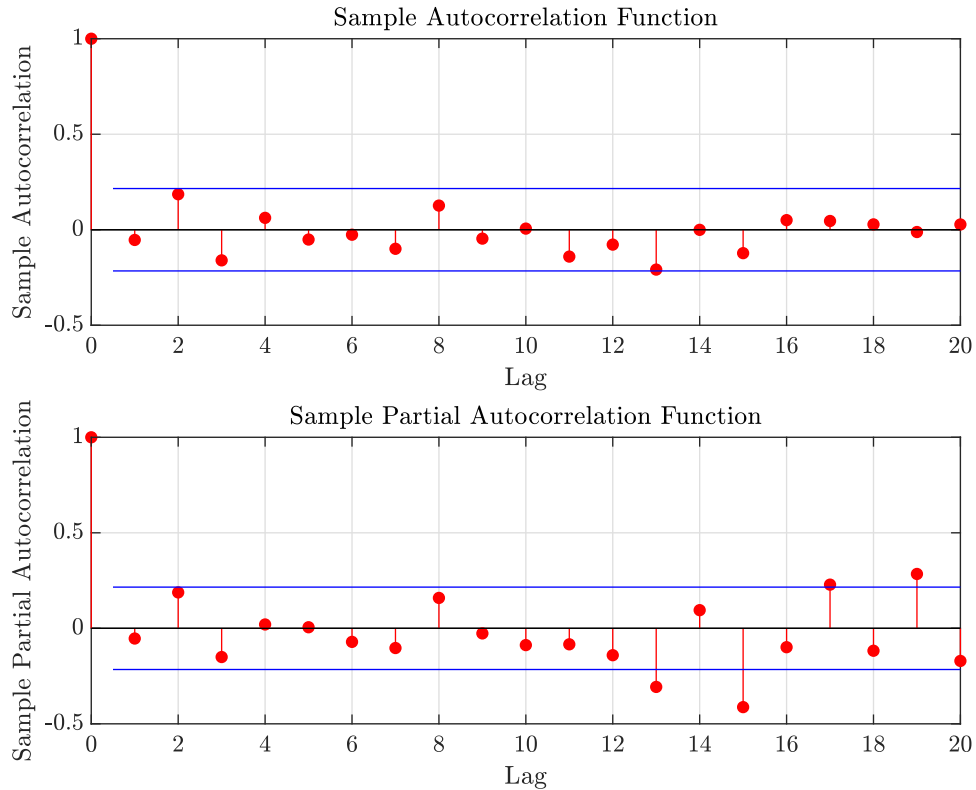 Sample Autocorrelation Function
Sample Autocorrelation
1
0.5
0
-0.5
0 2 4 6 8 10 12 14 16 18 20
Lag
Sample Partial Autocorrelation Function
Sample Partial Autocorrelation
1
0.5
0
-0.5
0 2 4 6 8 10 12 14 16 18 20
Lag